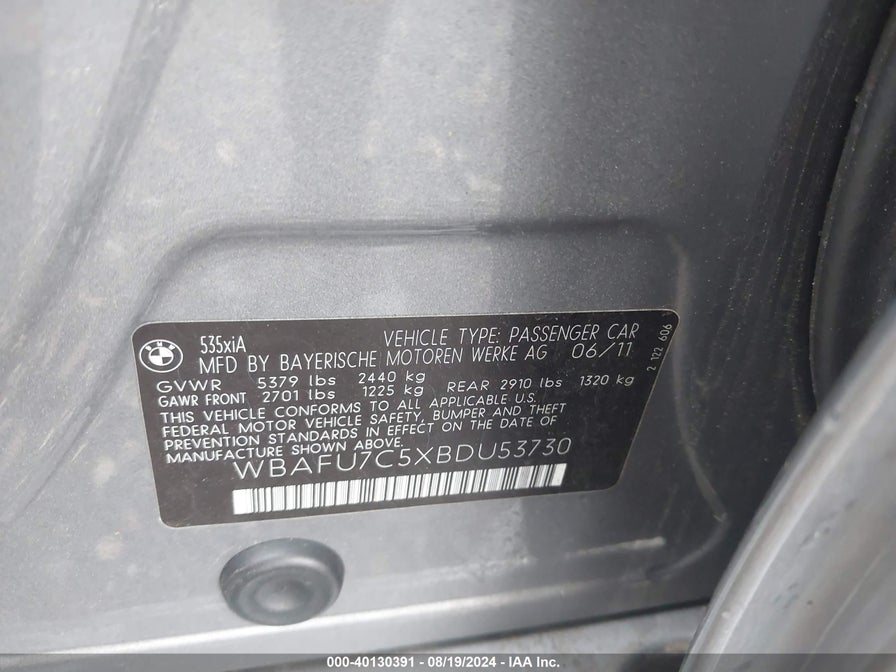 BMW
535xiA
VEHICLE TYPE: PASSENGER CAR
MFD BY BAYERISCHE MOTOREN WERKE AG 06/11
GVWR 5379 lbs 2440 kg
GAWR FRONT 2701 lbs 1225 kg REAR 2910 lbs 1320 kg
THIS VEHICLE CONFORMS TO ALL APPLICABLE U.S.
FEDERAL MOTOR VEHICLE SAFETY, BUMPER AND THEFT
PREVENTION STANDARDS IN EFFECT ON THE DATE OF
MANUFACTURE SHOWN ABOVE.
WBAFU7C5XBDU53730
2 122 606
000-40130391 - 08/19/2024 - IAA Inc.